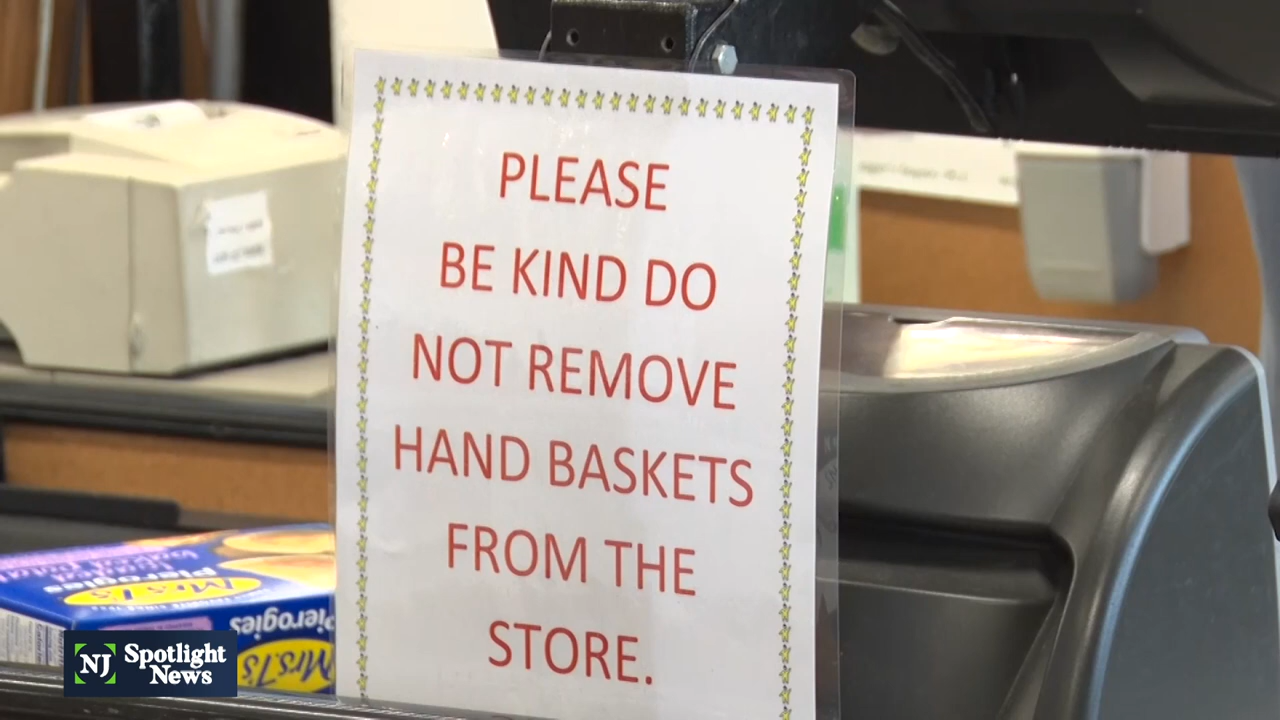 PLEASE
BE KIND DO
NOT REMOVE
HAND BASKETS
FROM THE
STORE.
Mrs. T's
Pierogies
Pierogies
Mrs. T's
NJ Spotlight
News